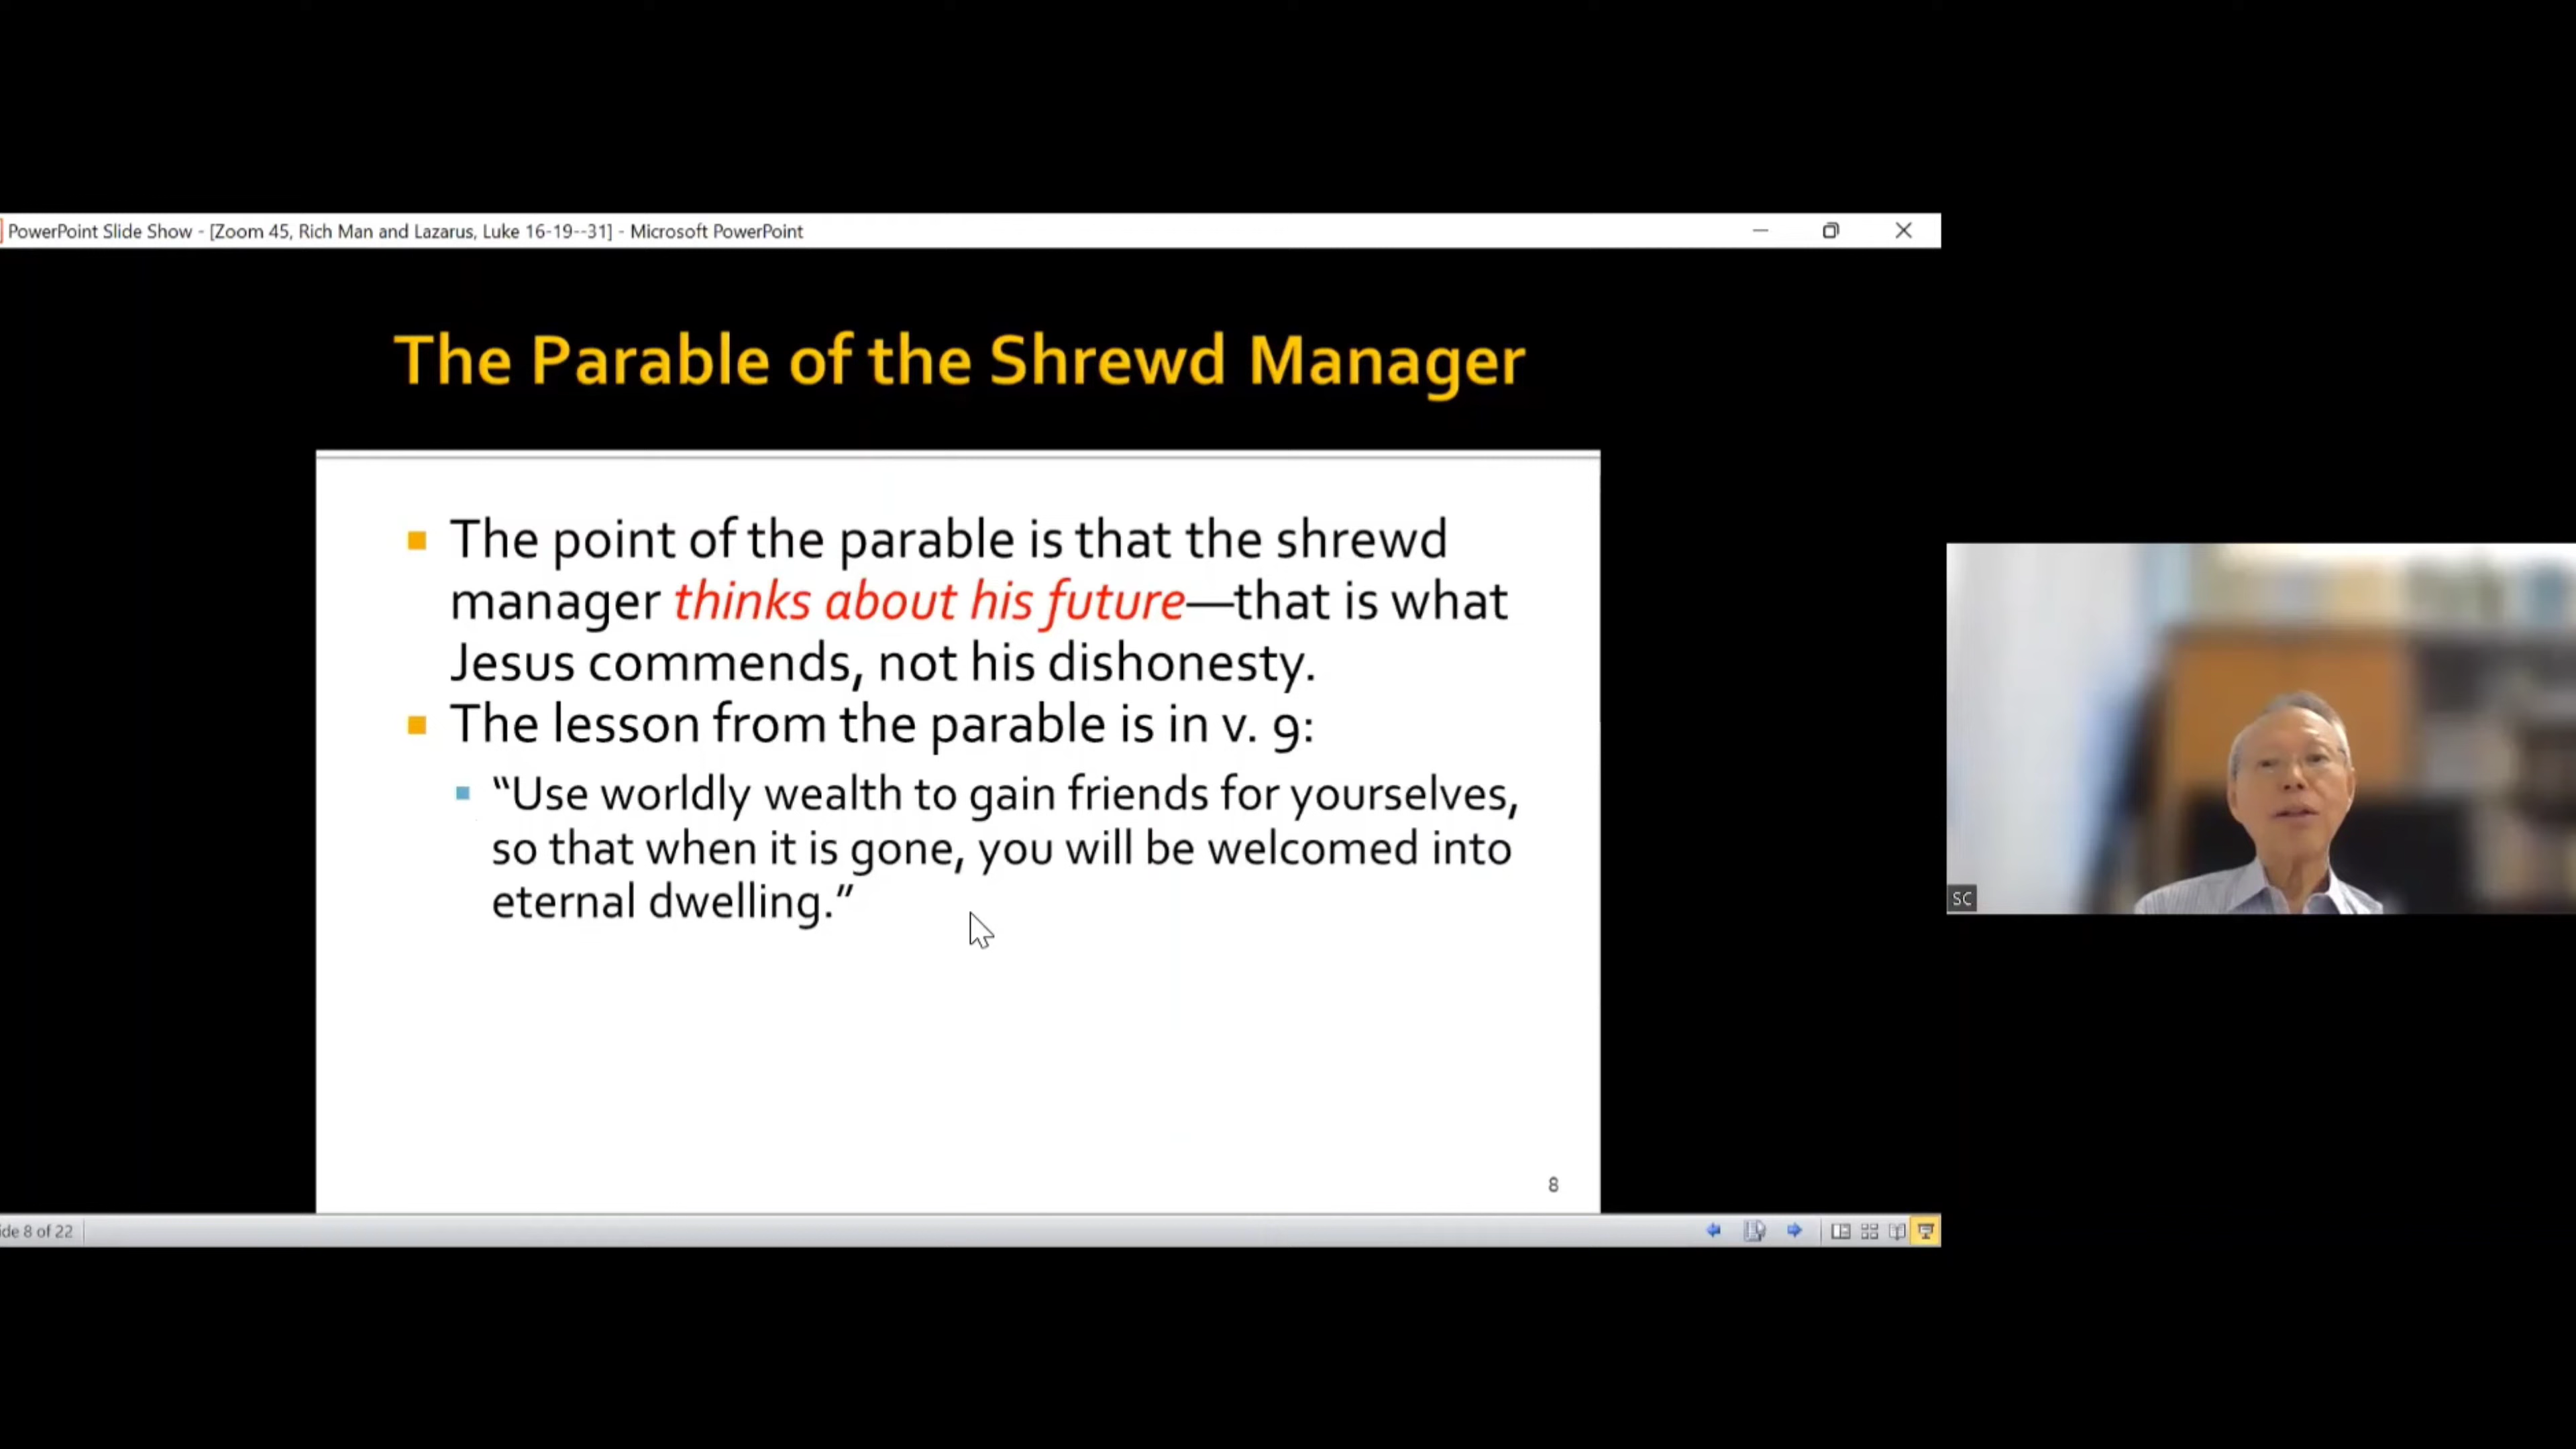 PowerPoint Slide Show - [Zoom 45, Rich Man and Lazarus, Luke 16-19--31] - Microsoft PowerPoint
The Parable of the Shrewd Manager
The point of the parable is that the shrewd
manager thinks about his future—that is what
Jesus commends, not his dishonesty.
The lesson from the parable is in v. 9:
“Use worldly wealth to gain friends for yourselves,
so that when it is gone, you will be welcomed into
eternal dwelling.”
SC
8
ide 8 of 22